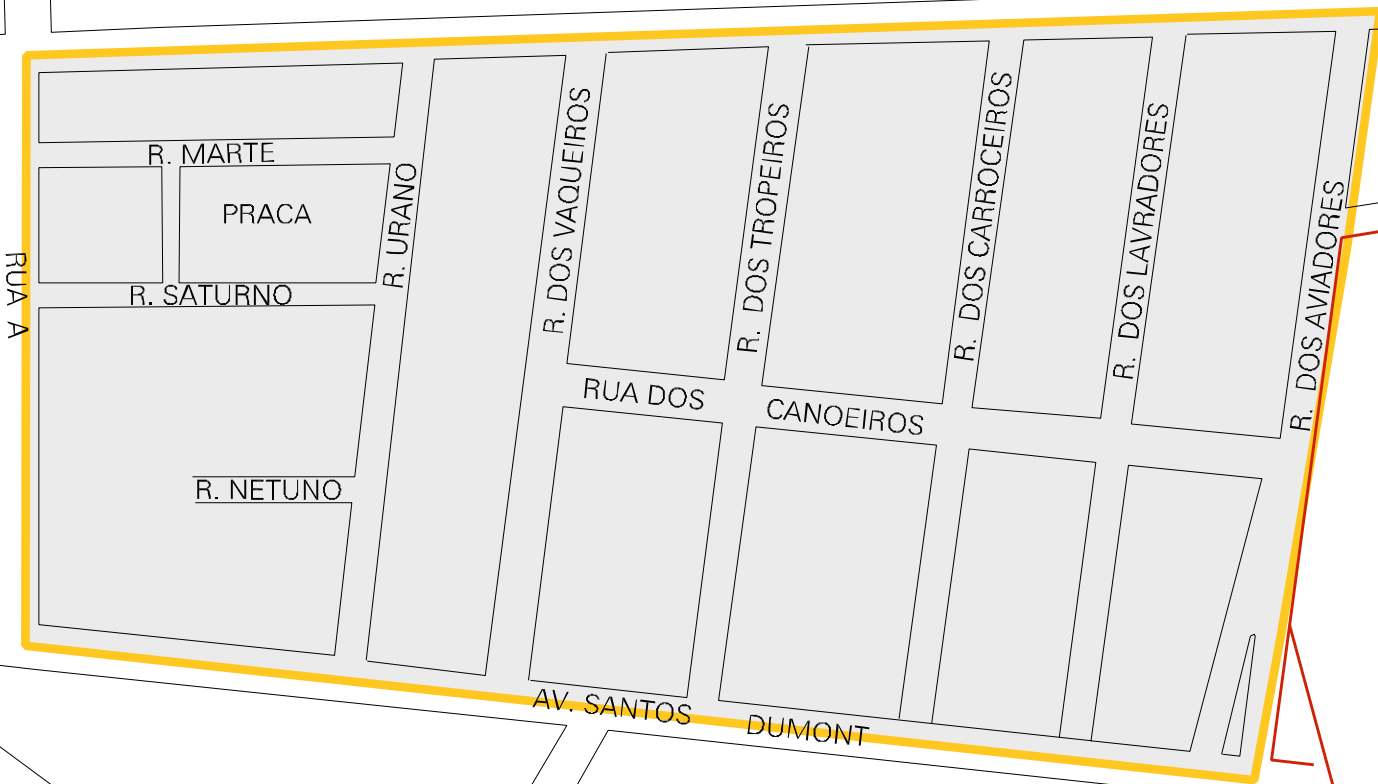 R. MARTE
PRACA
R. URANO
RUA A
R. SATURNO
R. NETUNO
R. DOS VAQUEIROS
R. DOS TROPEIROS
R. DOS CARROCEIROS
R. DOS LAVRADORES
R. DOS AVIADORES
RUA DOS CANOEIROS
AV. SANTOS DUMONT